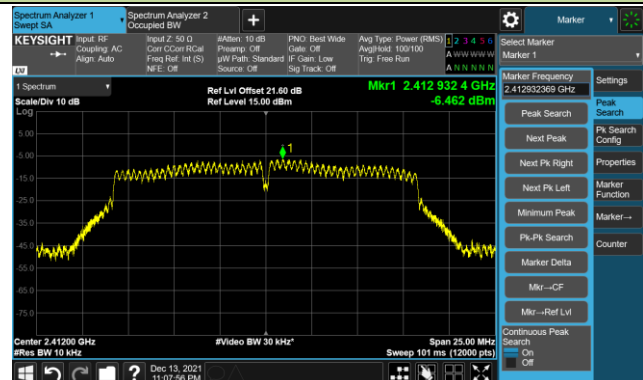 Spectrum Analyzer 1
Swept SA
Spectrum Analyzer 2
Occupied BW
Marker
KEYSIGHT
Input: RF
Coupling: AC
Align: Auto
Input Z: 50 Ω
Corr CCorr RCal
Freq Ref: Int (S)
NFE: Off
#Atten: 10 dB
Preamp: Off
µW Path: Standard
Source: Off
PNO: Best Wide
Gate: Off
IF Gain: Low
Sig Track: Off
Avg Type: Power (RMS)
Avg|Hold: 100/100
Trig: Free Run
1 2 3 4 5 6
A W W W W W
A N N N N N
LXI
Select Marker
Marker 1
1 Spectrum
Scale/Div 10 dB
Log
Ref Lvl Offset 21.60 dB
Ref Level 15.00 dBm
Mkr1 2.412 932 4 GHz
-6.462 dBm
1
5.00
-5.00
-15.0
-25.0
-35.0
-45.0
-55.0
-65.0
-75.0
Center 2.41200 GHz
#Res BW 10 kHz
#Video BW 30 kHz*
Span 25.00 MHz
Sweep 101 ms (12000 pts)
Marker Frequency
2.412932369 GHz
Peak Search
Next Peak
Next Pk Right
Next Pk Left
Minimum Peak
Pk-Pk Search
Marker Delta
Mkr→CF
Mkr→Ref Lvl
Continuous Peak
Search
On
Off
Settings
Peak
Search
Pk Search
Config
Properties
Marker
Function
Marker→
Counter
Dec 13, 2021
11:07:56 PM